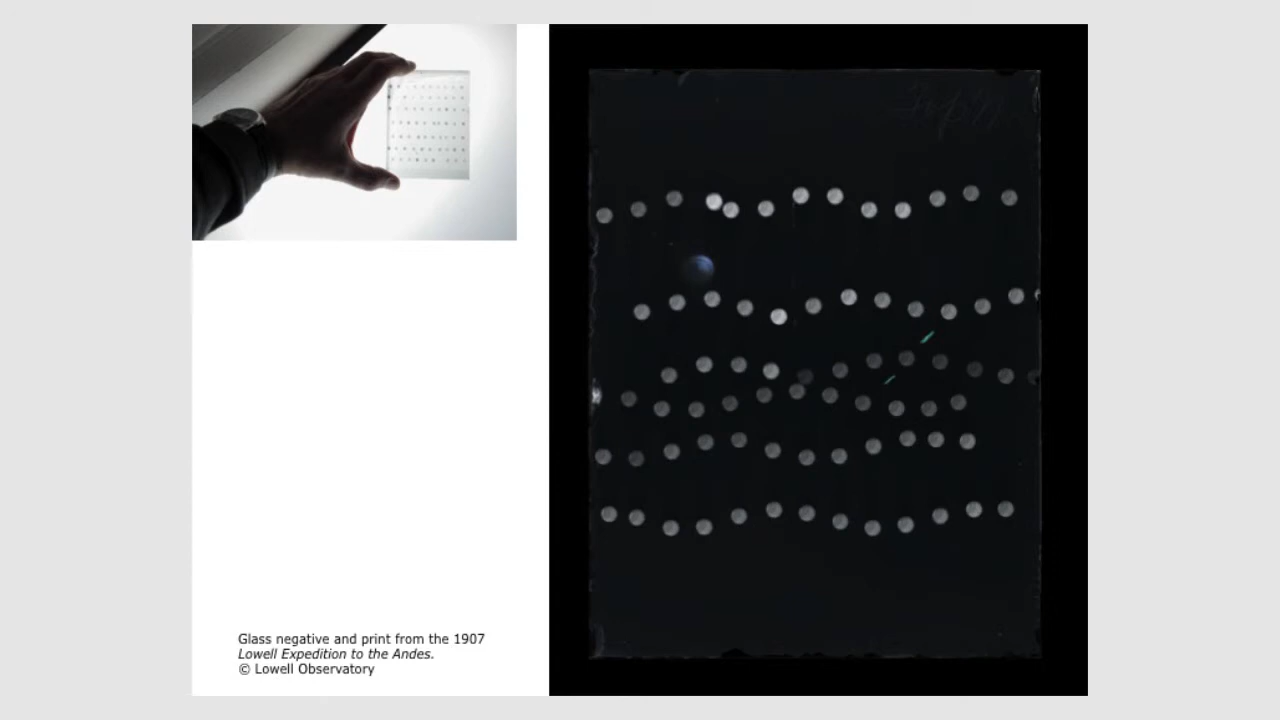 Glass negative and print from the 1907
Lowell Expedition to the Andes.
© Lowell Observatory